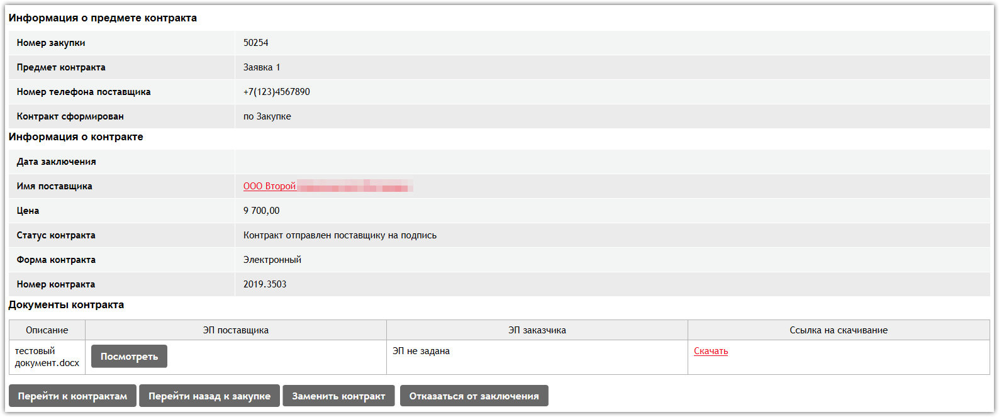 Информация о предмете контракта
Номер закупки 50254
Предмет контракта Заявка 1
Номер телефона поставщика +7(123)4567890
Контракт сформирован по Закупке
Информация о контракте
Дата заключения
Имя поставщика ООО Второй
Цена 9 700,00
Статус контракта Контракт отправлен поставщику на подпись
Форма контракта Электронный
Номер контракта 2019.3503
Документы контракта
Описание ЭП поставщика ЭП заказчика Ссылка на скачивание
тестовый
документ.docx Посмотреть ЭП не задана Скачать
Перейти к контрактам Перейти назад к закупке Заменить контракт Отказаться от заключения